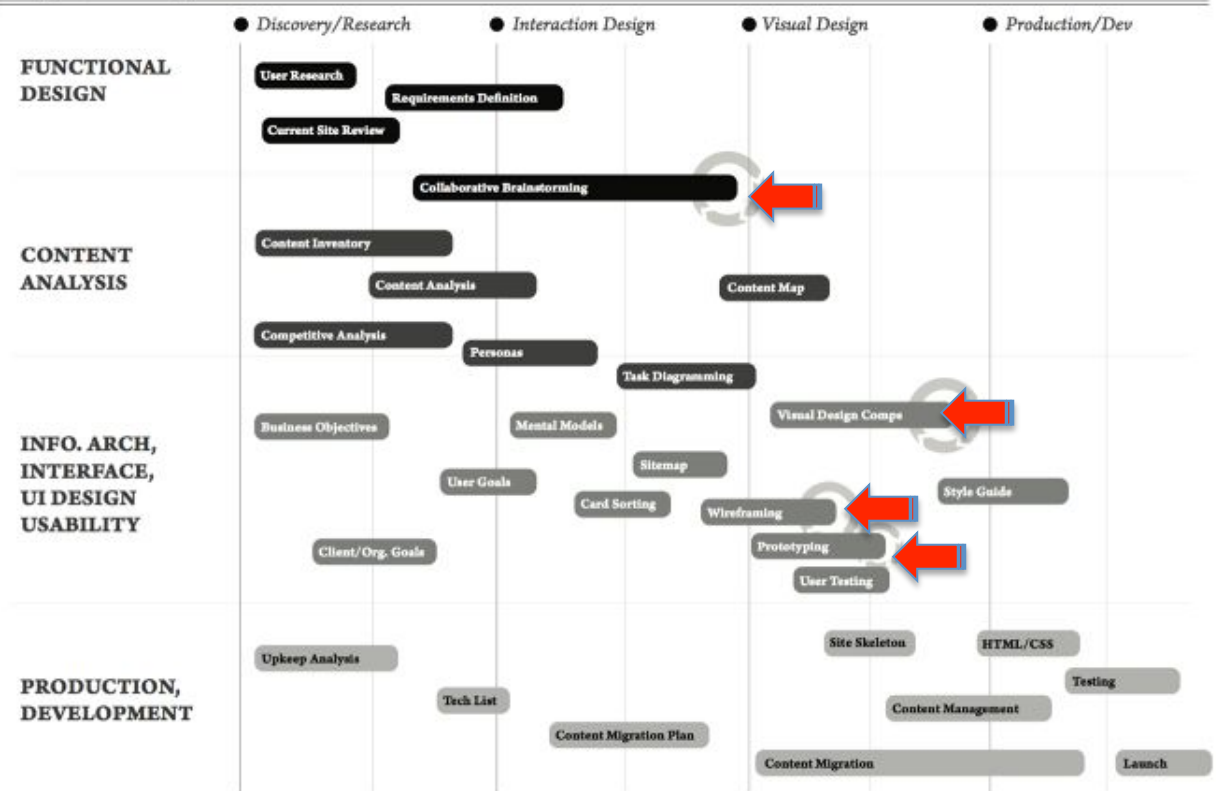 Discovery/Research
Interaction Design
Visual Design
Production/Dev
FUNCTIONAL
DESIGN
User Research
Requirements Definition
Current Site Review
Collaborative Brainstorming
CONTENT
ANALYSIS
Content Inventory
Content Analysis
Content Map
Competitive Analysis
Personas
Task Diagramming
INFO. ARCH,
INTERFACE,
UI DESIGN
USABILITY
Visual Design Comps
Business Objectives
Mental Models
Sitemap
User Goals
Style Guide
Card Sorting
Wireframing
Prototyping
Client/Org. Goals
User Testing
PRODUCTION,
DEVELOPMENT
Site Skeleton
HTML/CSS
Upkeep Analysis
Testing
Tech List
Content Management
Content Migration Plan
Content Migration
Launch